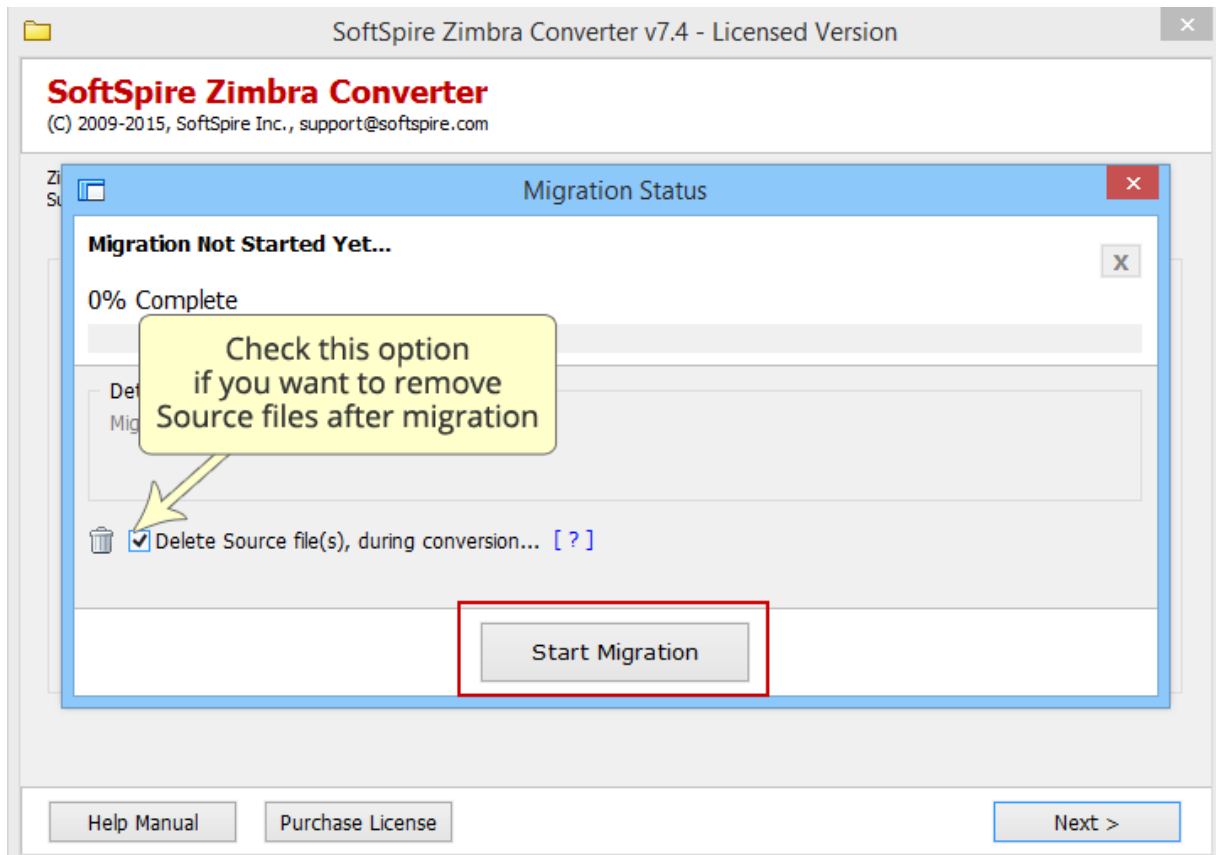 SoftSpire Zimbra Converter v7.4 - Licensed Version
SoftSpire Zimbra Converter
(C) 2009-2015, SoftSpire Inc., support@softspire.com
Migration Status
Migration Not Started Yet...
X
0% Complete
Check this option
if you want to remove
Source files after migration
Delete Source file(s), during conversion... [ ? ]
Start Migration
Help Manual
Purchase License
Next >